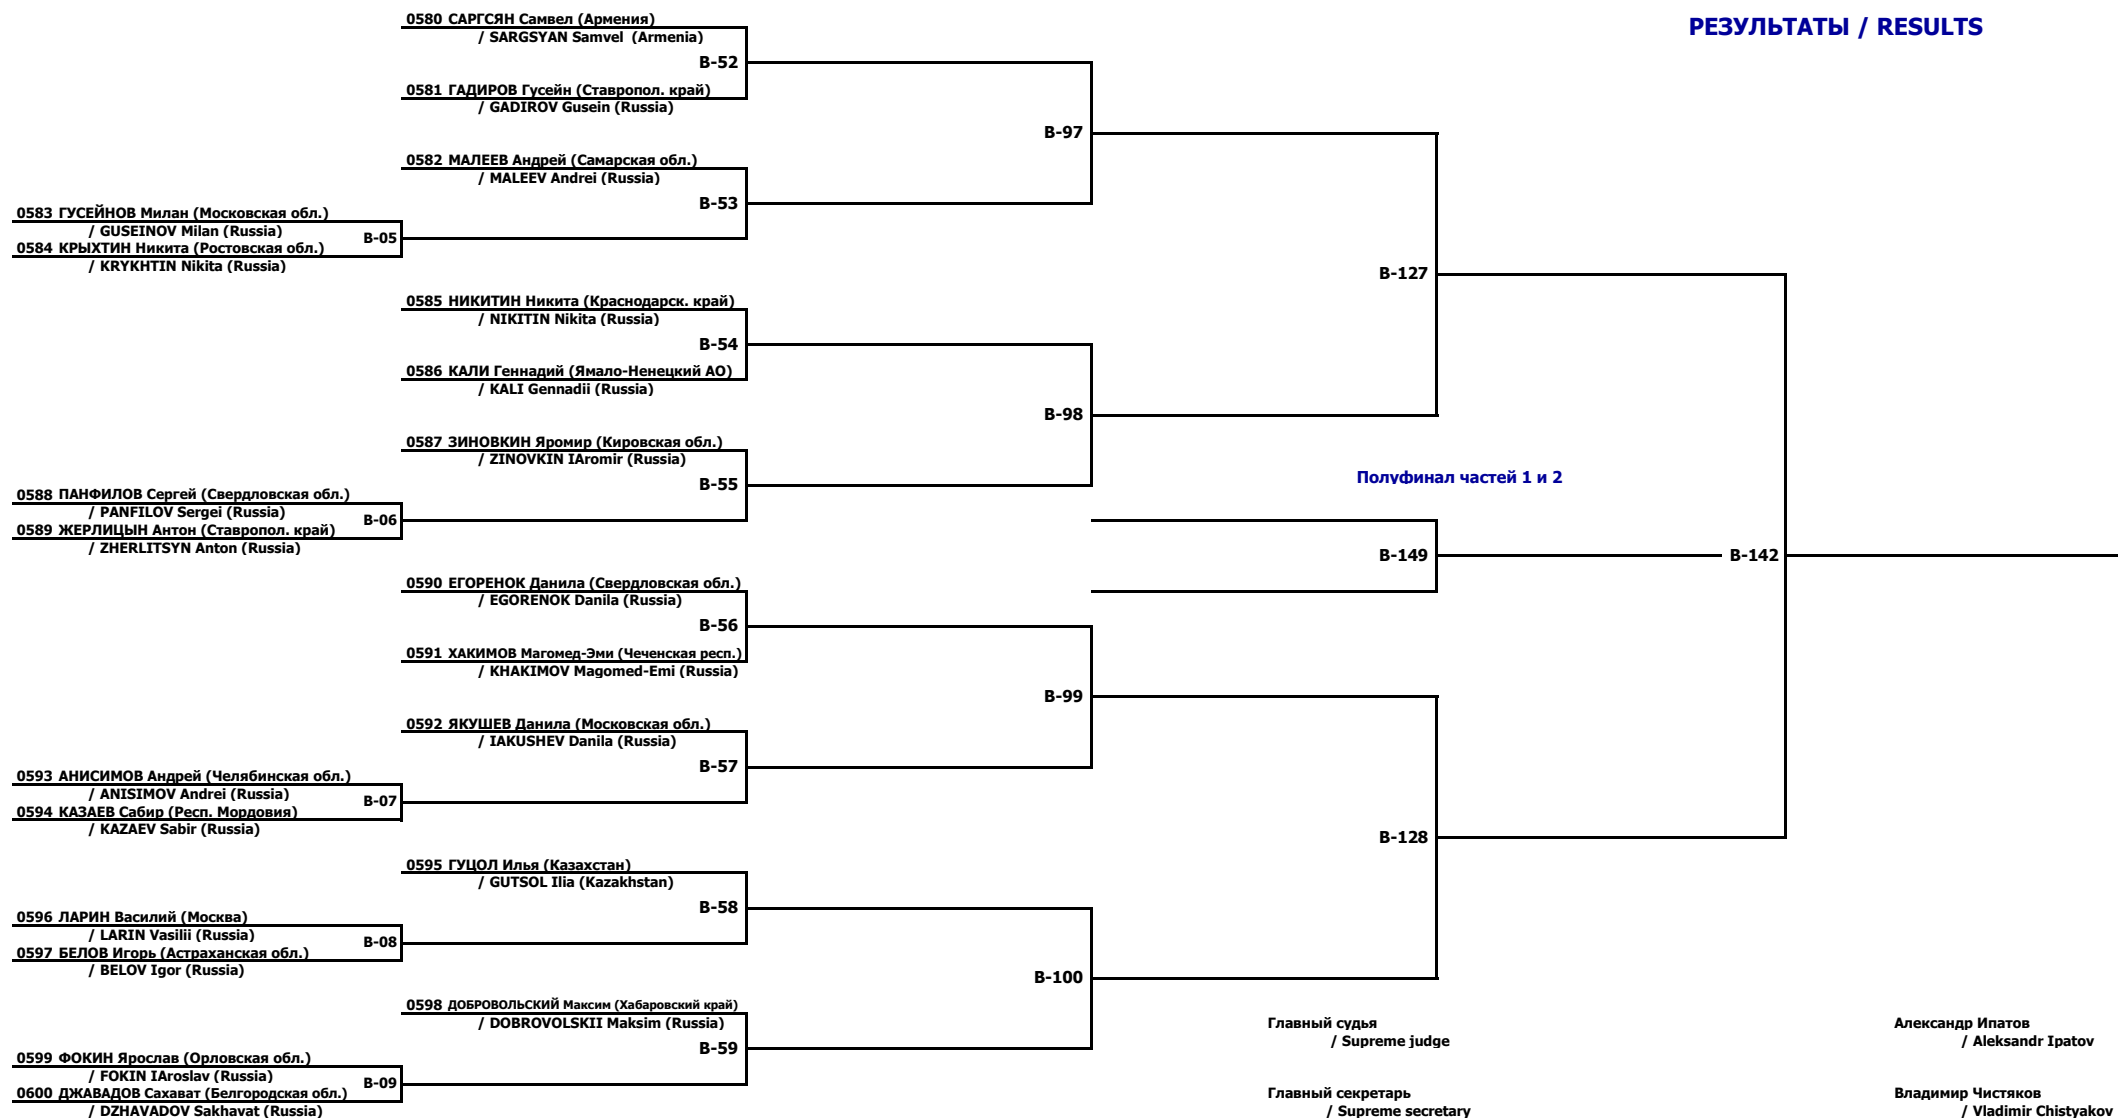 РЕЗУЛЬТАТЫ / RESULTS
0580 САРГСЯН Самвел (Армения)
/ SARGSYAN Samvel (Armenia)
B-52
0581 ГАДИРОВ Гусейн (Ставропол. край)
/ GADIROV Gusein (Russia)
B-97
0582 МАЛЕЕВ Андрей (Самарская обл.)
/ MALEEV Andrei (Russia)
B-53
0583 ГУСЕЙНОВ Милан (Московская обл.)
/ GUSEINOV Milan (Russia)
B-05
0584 КРЫХТИН Никита (Ростовская обл.)
/ KRYKHTIN Nikita (Russia)
B-127
0585 НИКИТИН Никита (Краснодарск. край)
/ NIKITIN Nikita (Russia)
B-54
0586 КАЛИ Геннадий (Ямало-Ненецкий АО)
/ KALI Gennadii (Russia)
B-98
0587 ЗИНОВКИН Яромир (Кировская обл.)
/ ZINOVKIN IAromir (Russia)
Полуфинал частей 1 и 2
B-55
0588 ПАНФИЛОВ Сергей (Свердловская обл.)
/ PANFILOV Sergei (Russia)
B-06
0589 ЖЕРЛИЦЫН Антон (Ставропол. край)
/ ZHERLITSYN Anton (Russia)
B-149
B-142
0590 ЕГОРЕНОК Данила (Свердловская обл.)
/ EGORENOK Danila (Russia)
B-56
0591 ХАКИМОВ Магомед-Эми (Чеченская респ.)
/ KHAKIMOV Magomed-Emi (Russia)
B-99
0592 ЯКУШЕВ Данила (Московская обл.)
/ IAKUSHEV Danila (Russia)
B-57
0593 АНИСИМОВ Андрей (Челябинская обл.)
/ ANISIMOV Andrei (Russia)
B-07
0594 КАЗАЕВ Сабир (Респ. Мордовия)
/ KAZAEV Sabir (Russia)
B-128
0595 ГУЦОЛ Илья (Казахстан)
/ GUTSOL Ilia (Kazakhstan)
B-58
0596 ЛАРИН Василий (Москва)
/ LARIN Vasilii (Russia)
B-08
0597 БЕЛОВ Игорь (Астраханская обл.)
/ BELOV Igor (Russia)
B-100
0598 ДОБРОВОЛЬСКИЙ Максим (Хабаровский край)
/ DOBROVOLSKII Maksim (Russia)
B-59
0599 ФОКИН Ярослав (Орловская обл.)
/ FOKIN IAroslav (Russia)
B-09
0600 ДЖАВАДОВ Сахават (Белгородская обл.)
/ DZHAVADOV Sakhavat (Russia)
Главный судья
/ Supreme judge
Александр Ипатов
/ Aleksandr Ipatov
Главный секретарь
/ Supreme secretary
Владимир Чистяков
/ Vladimir Chistyakov